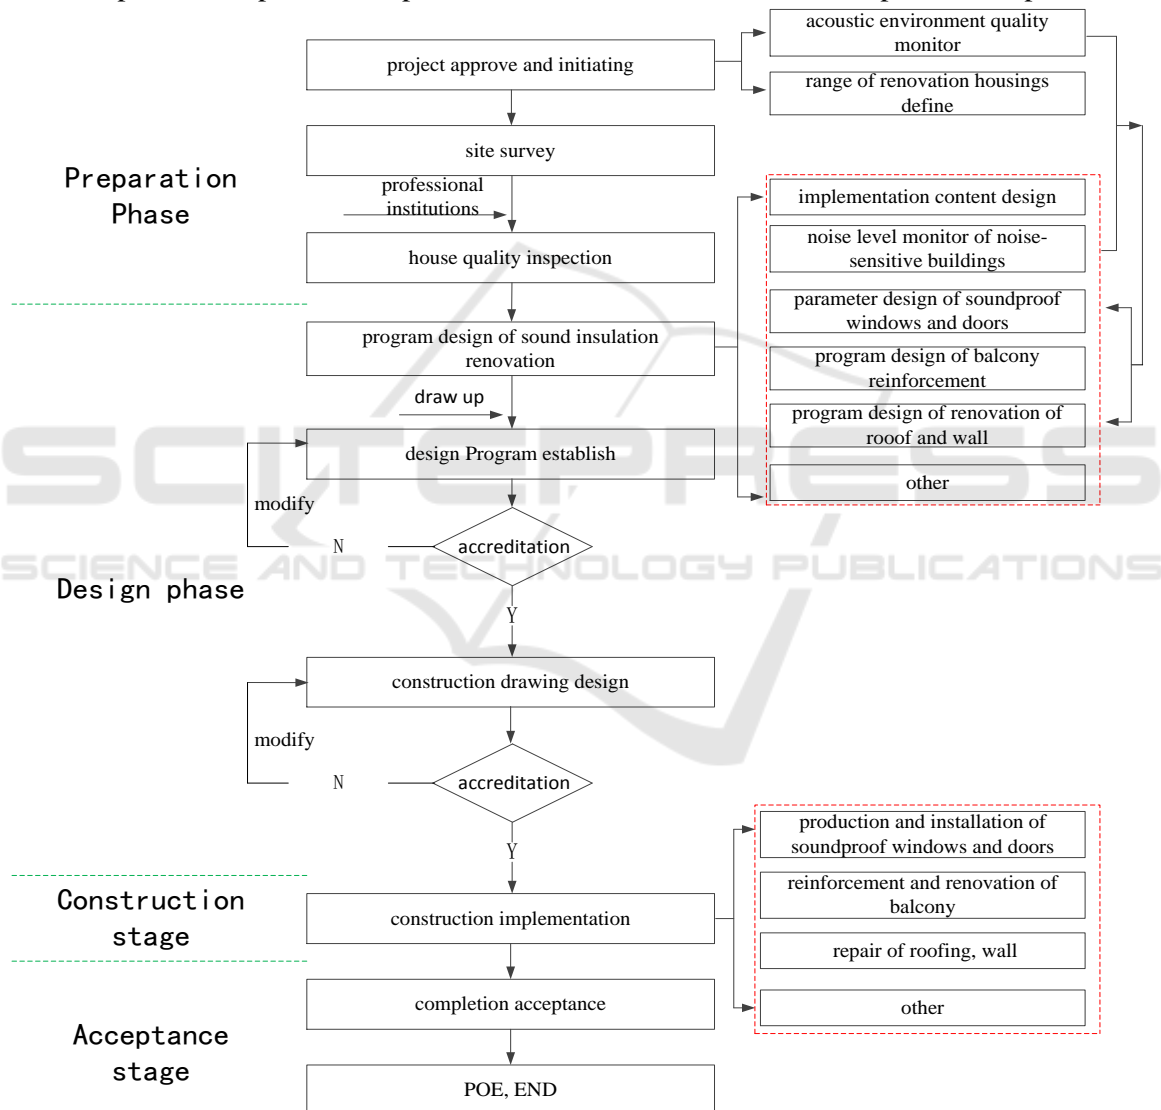 acoustic environment quality
monitor
project approve and initiating
range of renovation housings
define
site survey
Preparation
Phase
professional
institutions
implementation content design
noise level monitor of noise-
sensitive buildings
house quality inspection
parameter design of soundproof
windows and doors
program design of sound insulation
renovation
program design of balcony
reinforcement
draw up
program design of renovation of
rooof and wall
design Program establish
other
modify
N
accreditation
SCITEPRESS
SCIENCE AND TECHNOLOGY PUBLICATIONS
Design phase
Y
construction drawing design
modify
N
accreditation
Y
production and installation of
soundproof windows and doors
Construction
stage
construction implementation
reinforcement and renovation of
balcony
repair of roofing, wall
completion acceptance
other
Acceptance
stage
POE, END